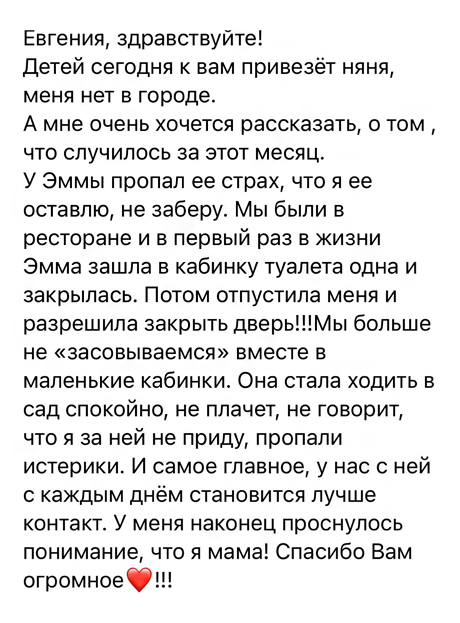 Евгения, здравствуйте!
Детей сегодня к вам привезёт няня,
меня нет в городе.
А мне очень хочется рассказать, о том ,
что случилось за этот месяц.
У Эммы пропал ее страх, что я ее
оставлю, не заберу. Мы были в
ресторане и в первый раз в жизни
Эмма зашла в кабинку туалета одна и
закрылась. Потом отпустила меня и
разрешила закрыть дверь!!!Мы больше
не «засовываемся» вместе в
маленькие кабинки. Она стала ходить в
сад спокойно, не плачет, не говорит,
что я за ней не приду, пропали
истерики. И самое главное, у нас с ней
с каждым днём становится лучше
контакт. У меня наконец проснулось
понимание, что я мама! Спасибо Вам
огромное❤️!!!